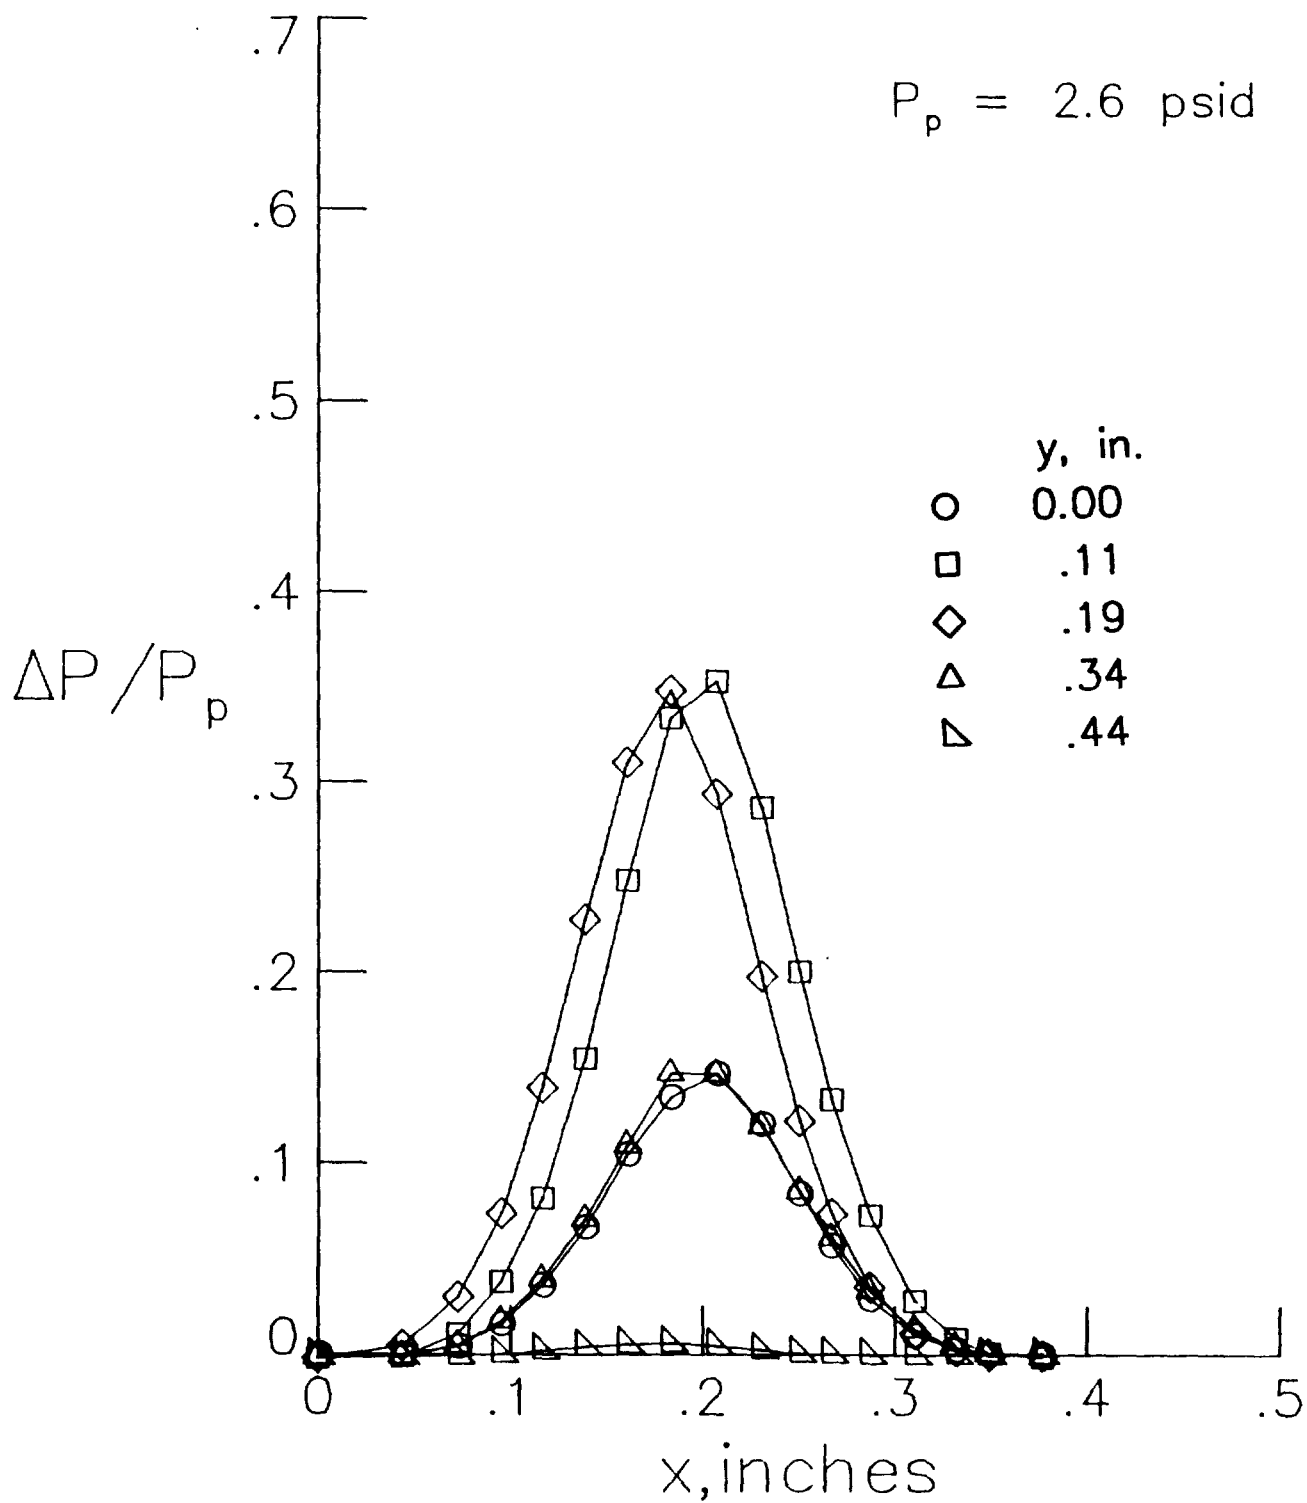 .7
P_p = 2.6 psid
.6
.5
y, in.
0.00
.11
.4
.19
ΔP/P_p
.34
.44
.3
.2
.1
0
0 .1 .2 .3 .4 .5
x, inches